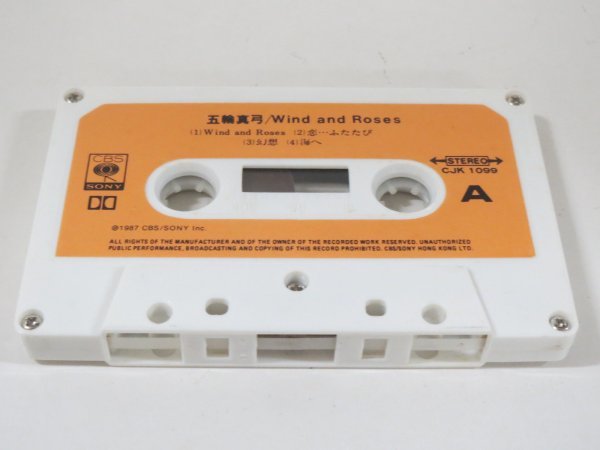 五輪真弓/Wind and Roses
(1)Wind and Roses (2)恋…ふたたび
(3)幻想 (4)海へ
CBS
SONY
STEREO
CJK 1099
A
℗1987 CBS/SONY Inc.
ALL RIGHTS OF THE MANUFACTURER AND OF THE OWNER OF THE RECORDED WORK RESERVED. UNAUTHORIZED
PUBLIC PERFORMANCE, BROADCASTING AND COPYING OF THIS RECORD PROHIBITED. CBS/SONY HONG KONG LTD.